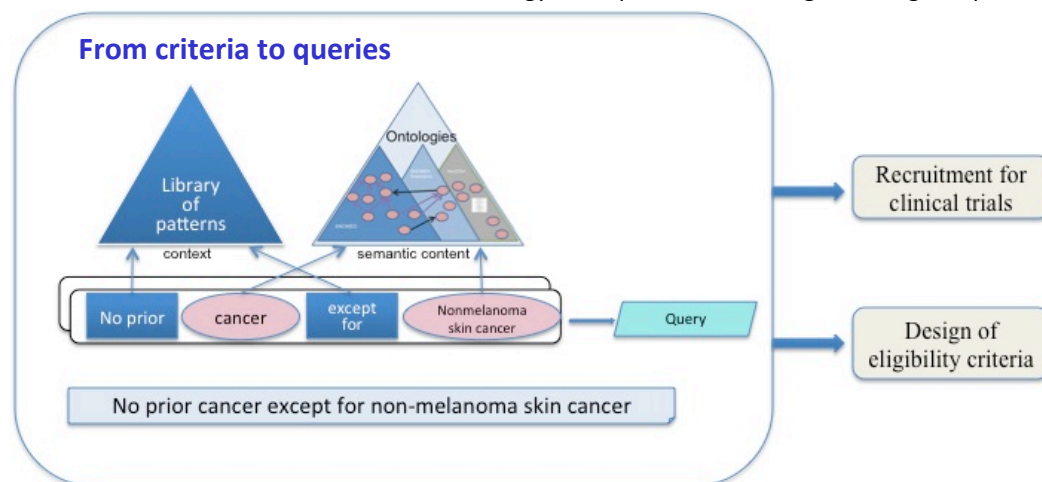 From criteria to queries
Ontologies
Library
of
patterns
context
semantic content
No prior
cancer
except
for
Nonmelanoma
skin cancer
Query
No prior cancer except for non-melanoma skin cancer
Recruitment for
clinical trials
Design of
eligibility criteria